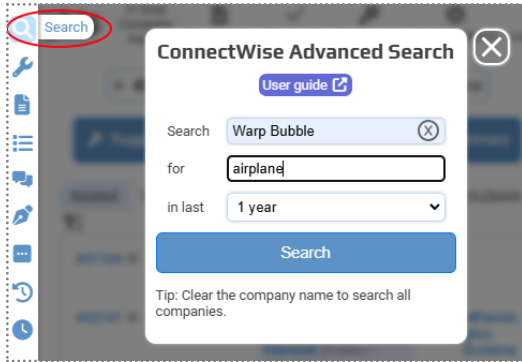 Search
ConnectWise Advanced Search
User guide
Search Warp Bubble
for airplane
in last 1 year
Search
Tip: Clear the company name to search all
companies.